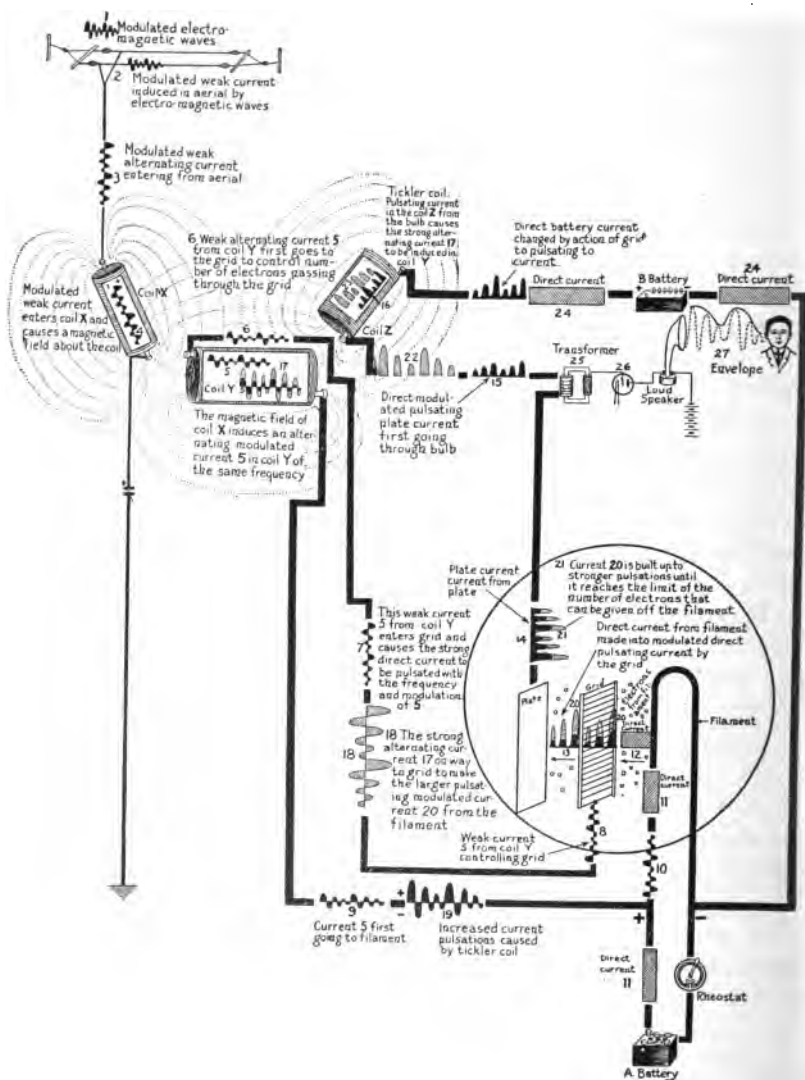 1
Modulated electro-
magnetic waves
2
Modulated weak current
induced in aerial by
electro-magnetic waves
Modulated weak
alternating current
3 entering from aerial
Tickler coil.
Pulsating current
in the coil Z from
the bulb causes
the strong alter-
nating current 17
to be induced in
coil Y
6 Weak alternating current 5
from coil Y first goes to
the grid to control num-
ber of electrons passing
through the grid
Direct battery current
changed by action of grid
to pulsating
current
Direct current
24
B Battery
24
Direct current
Modulated
weak current
enters coil X and
causes a magnetic
field about the coil
Coil X
4
16
Coil Z
6
5
17
Coil Y
22
15
Transformer
25
26
Loud
Speaker
27
Envelope
The magnetic field of
coil X induces an alter-
nating modulated
current 5 in coil Y of
the same frequency
Direct modul-
ated pulsating
plate current
first going
through bulb
Plate current
current from
plate
21 Current 20 is built up to
stronger pulsations until
it reaches the limit of the
number of electrons that
can be given off the filament
14
21
Direct current from filament
made into modulated direct
pulsating current by
the grid
This weak current
5 from coil Y
enters grid and
causes the strong
direct current to
be pulsated with
the frequency
and modulation
of 5
7
Plate
20
Grid
Electrons
from
Filament
13
12
Direct
current
11
18
18 The strong
alternating cur-
rent 17 on way
to grid to make
the larger pulsat-
ing modulated cur-
rent 20 from the
filament
8
Weak current
5 from coil Y
controlling grid
10
9
Current 5 first
going to filament
+
-
19
Increased current
pulsations caused
by tickler coil
+
-
Direct
current
11
Rheostat
A Battery